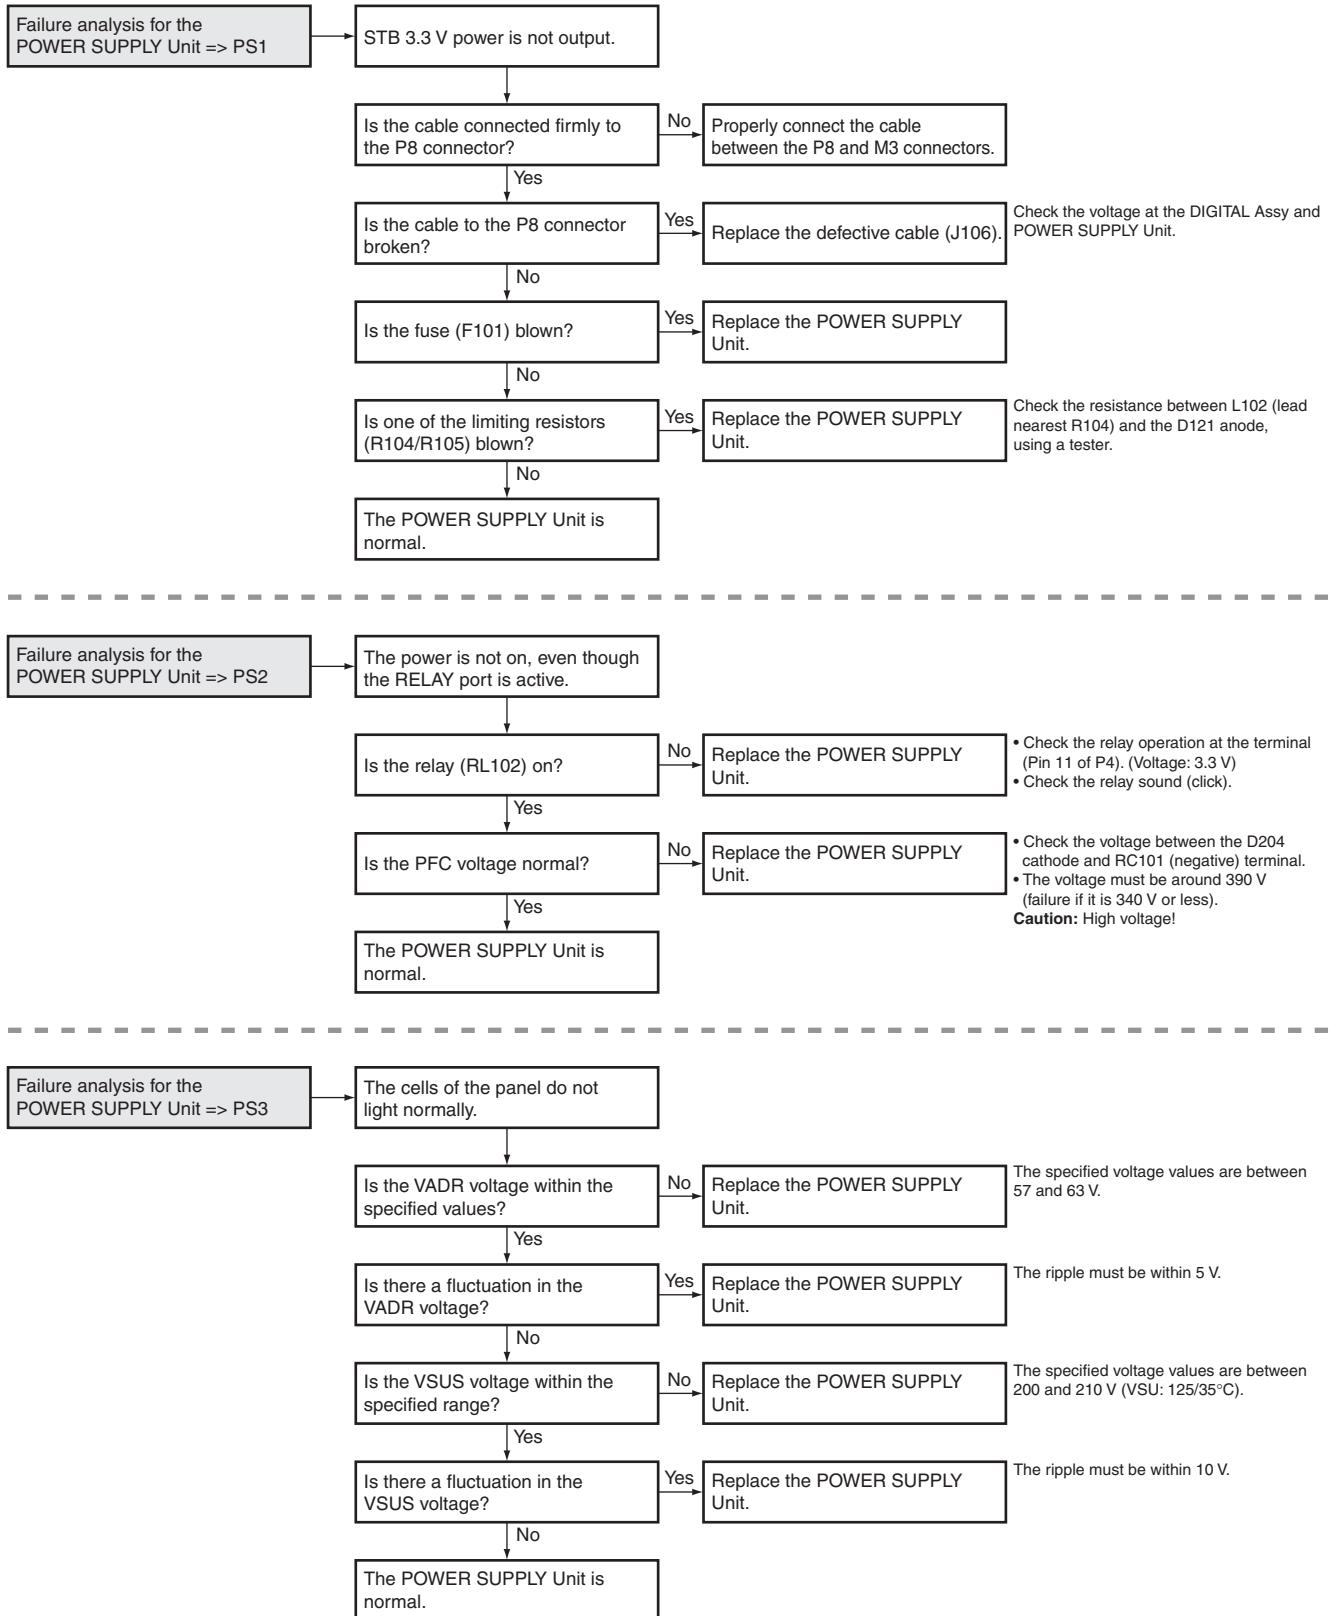 Failure analysis for the
POWER SUPPLY Unit => PS1
STB 3.3 V power is not output.
Is the cable connected firmly to
the P8 connector?
No
Properly connect the cable
between the P8 and M3 connectors.
Yes
Is the cable to the P8 connector
broken?
Yes
Replace the defective cable (J106).
Check the voltage at the DIGITAL Assy and
POWER SUPPLY Unit.
No
Is the fuse (F101) blown?
Yes
Replace the POWER SUPPLY
Unit.
No
Is one of the limiting resistors
(R104/R105) blown?
Yes
Replace the POWER SUPPLY
Unit.
Check the resistance between L102 (lead
nearest R104) and the D121 anode,
using a tester.
No
The POWER SUPPLY Unit is
normal.
Failure analysis for the
POWER SUPPLY Unit => PS2
The power is not on, even though
the RELAY port is active.
Is the relay (RL102) on?
No
Replace the POWER SUPPLY
Unit.
• Check the relay operation at the terminal
(Pin 11 of P4). (Voltage: 3.3 V)
• Check the relay sound (click).
Yes
Is the PFC voltage normal?
No
Replace the POWER SUPPLY
Unit.
• Check the voltage between the D204
cathode and RC101 (negative) terminal.
• The voltage must be around 390 V
(failure if it is 340 V or less).
Caution: High voltage!
Yes
The POWER SUPPLY Unit is
normal.
Failure analysis for the
POWER SUPPLY Unit => PS3
The cells of the panel do not
light normally.
Is the VADR voltage within the
specified values?
No
Replace the POWER SUPPLY
Unit.
The specified voltage values are between
57 and 63 V.
Yes
Is there a fluctuation in the
VADR voltage?
Yes
Replace the POWER SUPPLY
Unit.
The ripple must be within 5 V.
No
Is the VSUS voltage within the
specified range?
No
Replace the POWER SUPPLY
Unit.
The specified voltage values are between
200 and 210 V (VSU: 125/35°C).
Yes
Is there a fluctuation in the
VSUS voltage?
Yes
Replace the POWER SUPPLY
Unit.
The ripple must be within 10 V.
No
The POWER SUPPLY Unit is
normal.